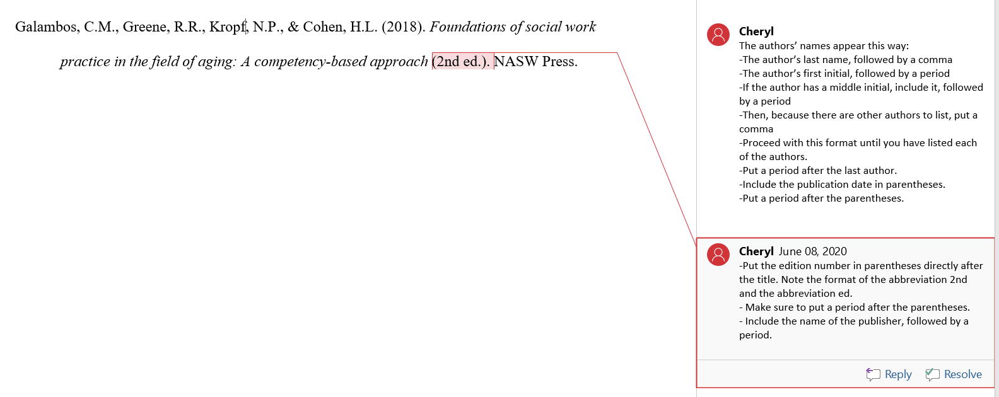 Galambos, C.M., Greene, R.R., Kropf, N.P., & Cohen, H.L. (2018). Foundations of social work
practice in the field of aging: A competency-based approach (2nd ed.). NASW Press.
Cheryl
The authors’ names appear this way:
-The author’s last name, followed by a comma
-The author’s first initial, followed by a period
-If the author has a middle initial, include it, followed
by a period
-Then, because there are other authors to list, put a
comma
-Proceed with this format until you have listed each
of the authors.
-Put a period after the last author.
-Include the publication date in parentheses.
-Put a period after the parentheses.
Cheryl June 08, 2020
-Put the edition number in parentheses directly after
the title. Note the format of the abbreviation 2nd
and the abbreviation ed.
- Make sure to put a period after the parentheses.
- Include the name of the publisher, followed by a
period.
Reply Resolve